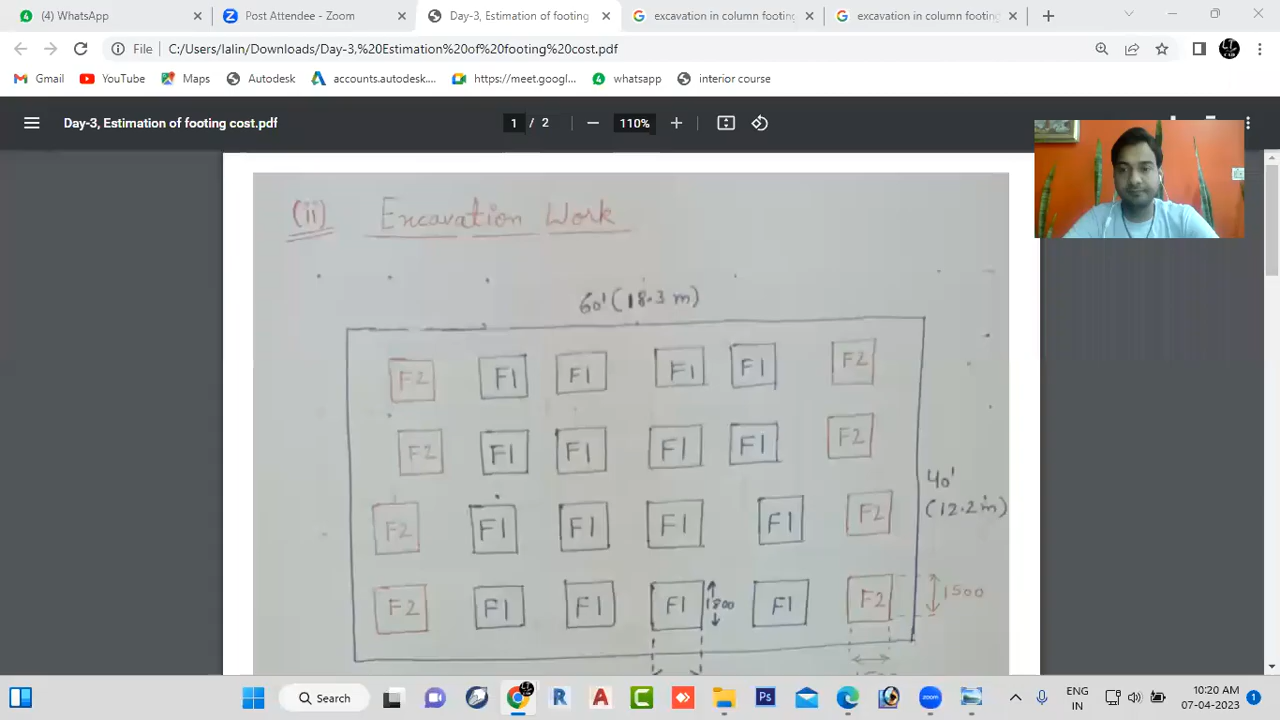 (4) WhatsApp
Post Attendee - Zoom
Day-3, Estimation of footing
excavation in column footing
excavation in column footing
File
C:/Users/lalin/Downloads/Day-3,%20Estimation%20of%20footing%20cost.pdf
Gmail
YouTube
Maps
Autodesk
accounts.autodesk....
https://meet.googl...
whatsapp
interior course
Day-3, Estimation of footing cost.pdf
1 / 2
110%
(ii) Excavation Work
60' (18.3 m)
F2 F1 F1 F1 F1 F2
F2 F1 F1 F1 F1 F2
40'
(12.2 m)
F2 F1 F1 F1 F1 F2
F2 F1 F1 F1 1800 F1 F2 1500
Search
ENG
IN
10:20 AM
07-04-2023